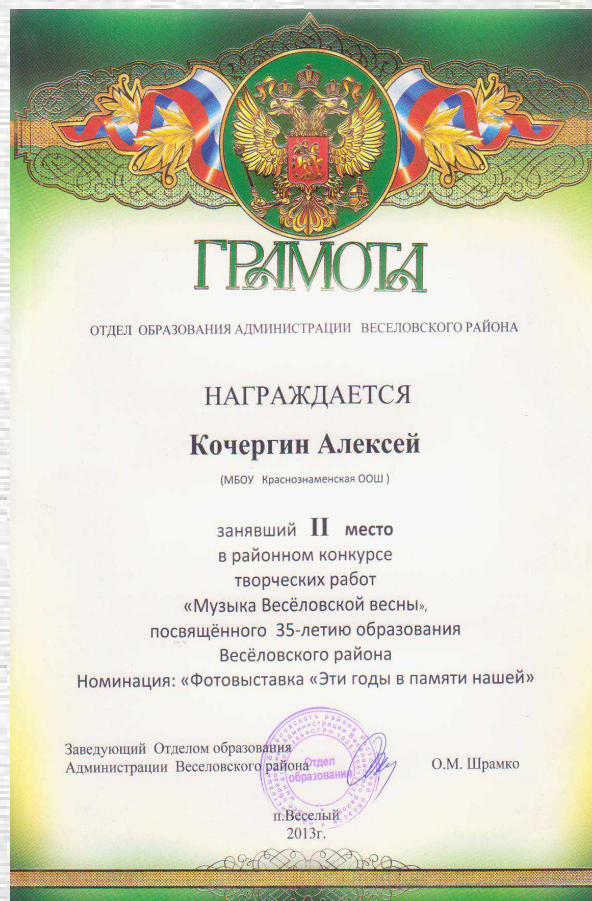 ГРАМОТА
ОТДЕЛ ОБРАЗОВАНИЯ АДМИНИСТРАЦИИ ВЕСЕЛОВСКОГО РАЙОНА
НАГРАЖДАЕТСЯ
Кочергин Алексей
(МБОУ Краснознаменская ООШ )
занявший II место
в районном конкурсе
творческих работ
«Музыка Весёловской весны»,
посвящённого 35-летию образования
Весёловского района
Номинация: «Фотовыставка «Эти годы в памяти нашей»
Заведующий Отделом образования
Администрации Веселовского района О.М. Шрамко
Отдел
образования
п.Веселый
2013г.